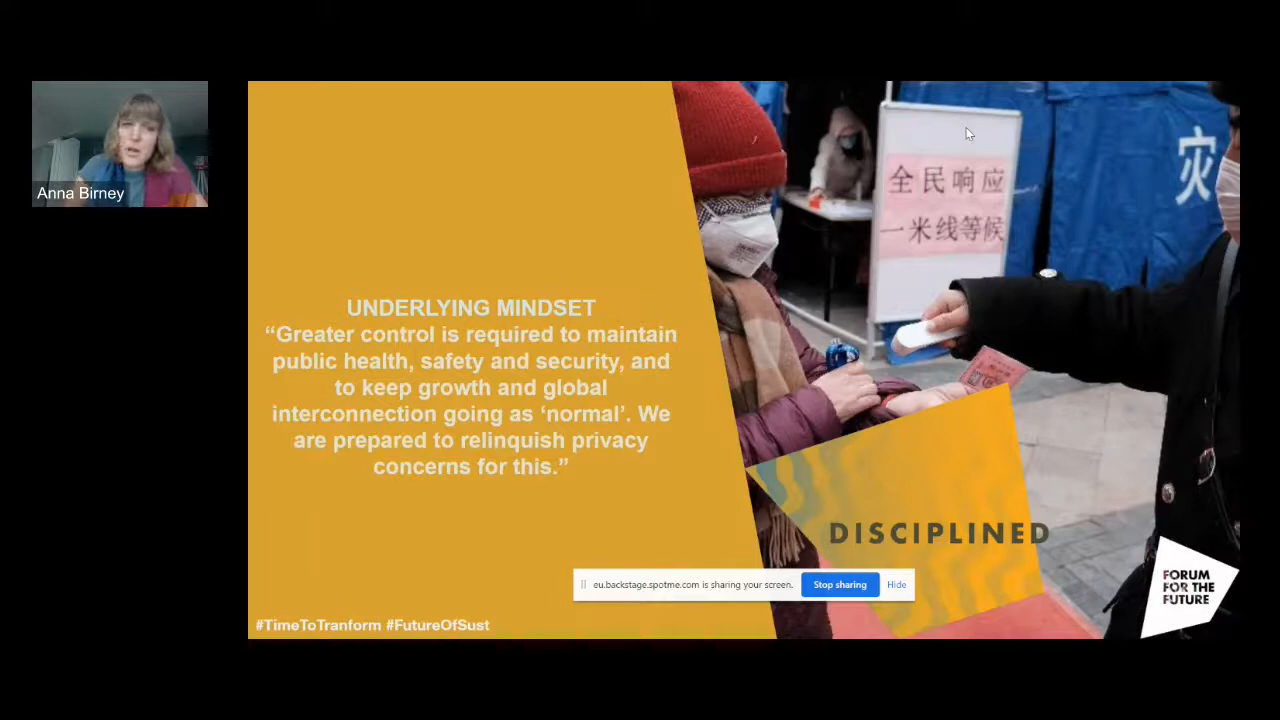 Anna Birney
UNDERLYING MINDSET
“Greater control is required to maintain
public health, safety and security, and
to keep growth and global
interconnection going as ‘normal’. We
are prepared to relinquish privacy
concerns for this.”
全民响应
一米线等候
灾
DISCIPLINED
eu.backstage.spotme.com is sharing your screen.
Stop sharing
Hide
FORUM
FOR THE
FUTURE
#TimeToTranform #FutureOfSust